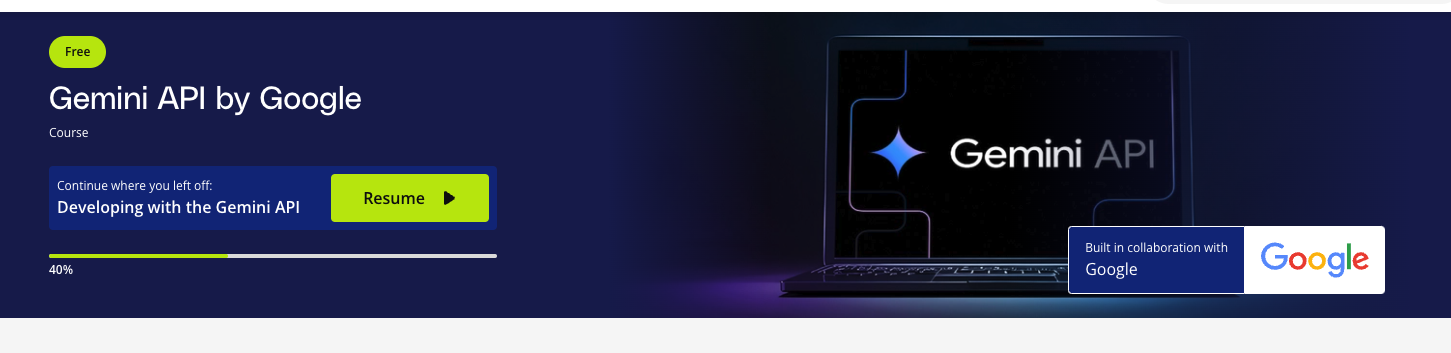 Free
Gemini API by Google
Course
Continue where you left off:
Developing with the Gemini API
Resume
40%
Gemini API
Built in collaboration with
Google
Google